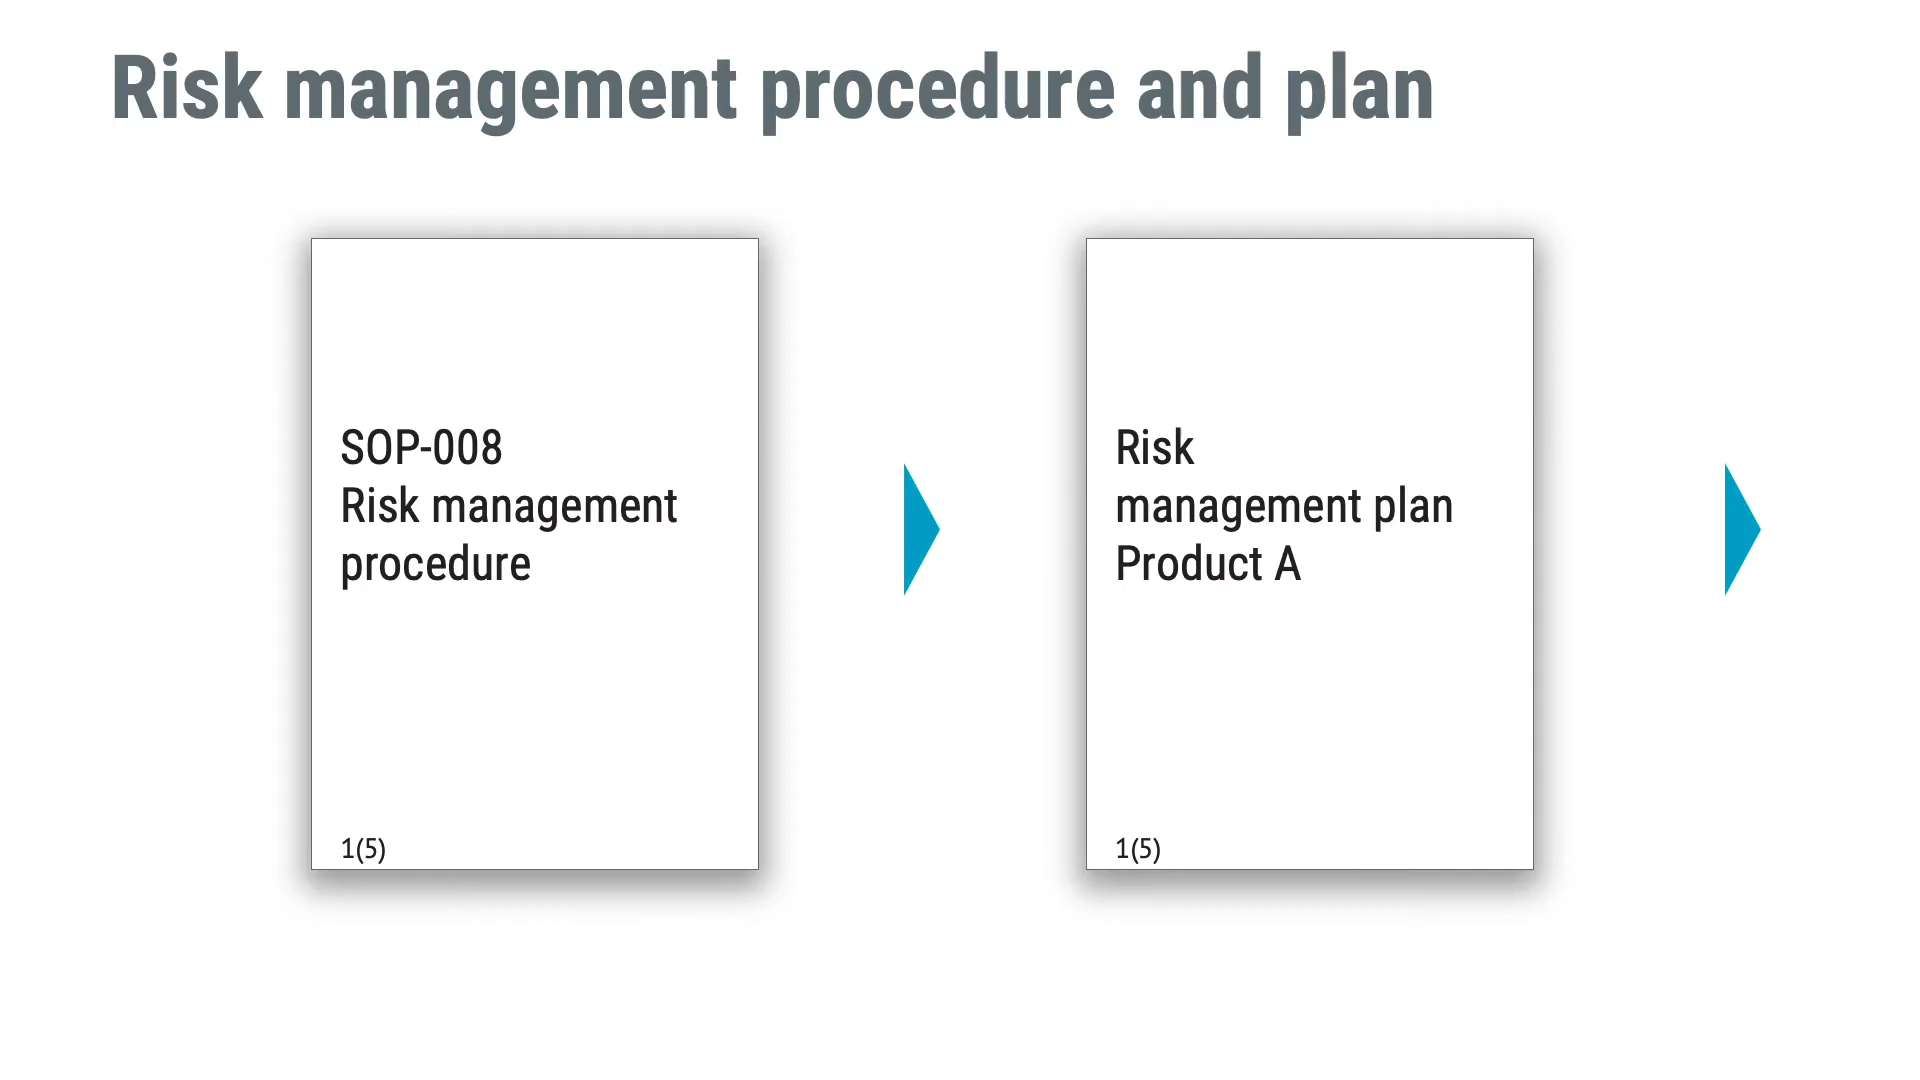 Risk management procedure and plan
SOP-008
Risk management
procedure
1(5)
Risk
management plan
Product A
1(5)